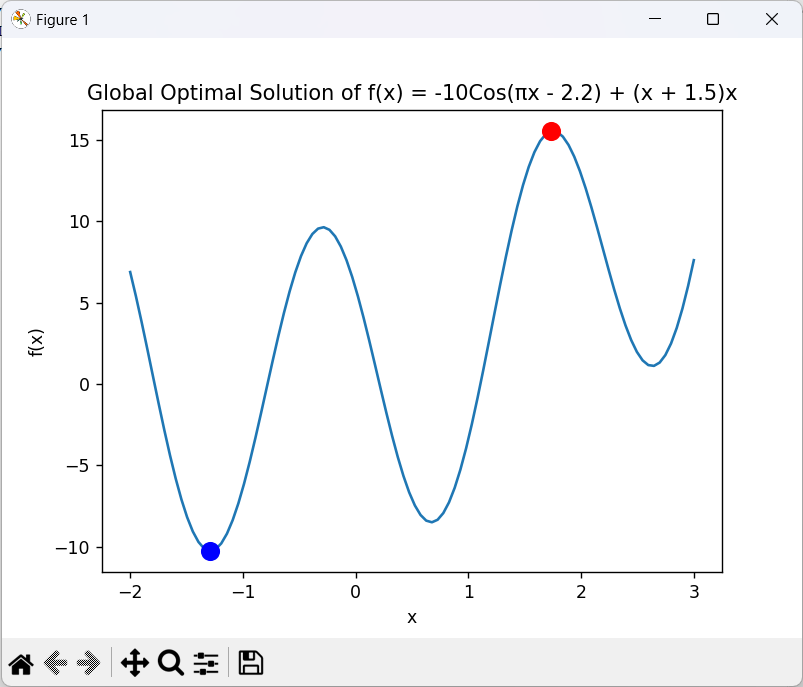 Figure 1
Global Optimal Solution of f(x) = -10Cos(πx - 2.2) + (x + 1.5)x
15
10
5
0
−5
−10
f(x)
−2 −1 0 1 2 3
x